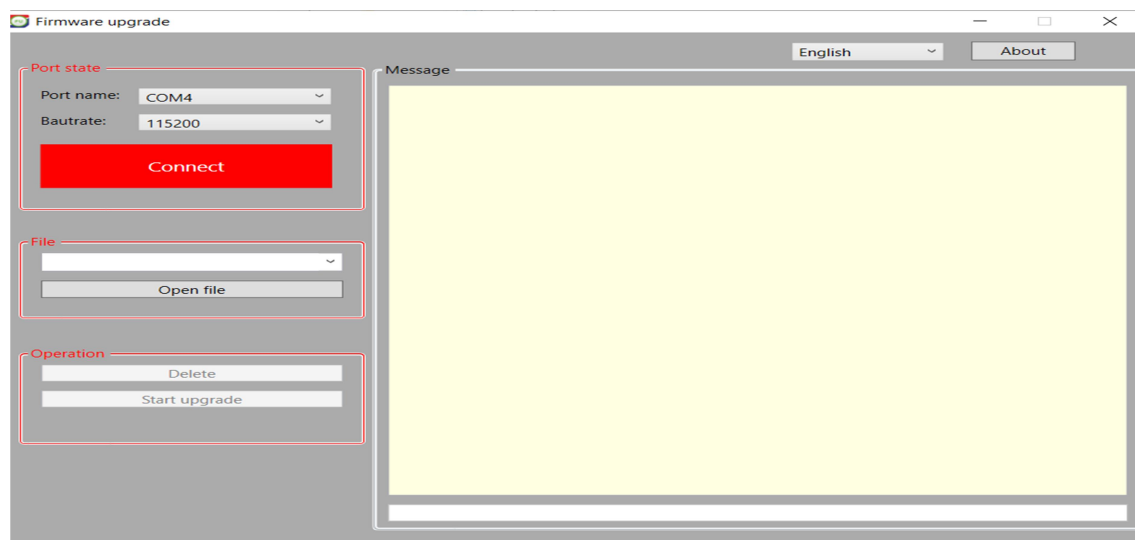 Firmware upgrade
English
About
Port state
Port name:
COM4
Bautrate:
115200
Connect
File
Open file
Operation
Delete
Start upgrade
Message